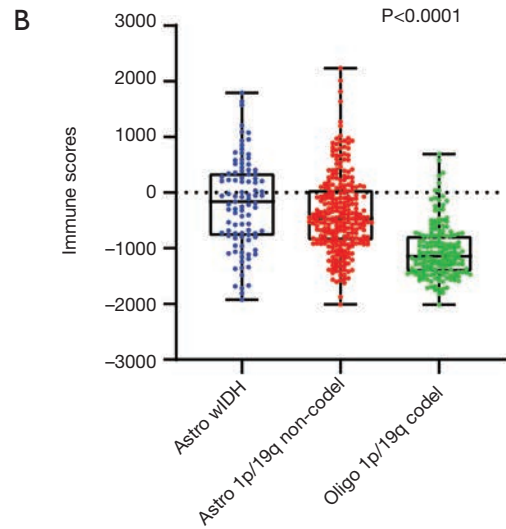 B
P<0.0001
3000
2000
1000
0
−1000
−2000
−3000
Immune scores
Astro wIDH
Astro 1p/19q non-codel
Oligo 1p/19q codel